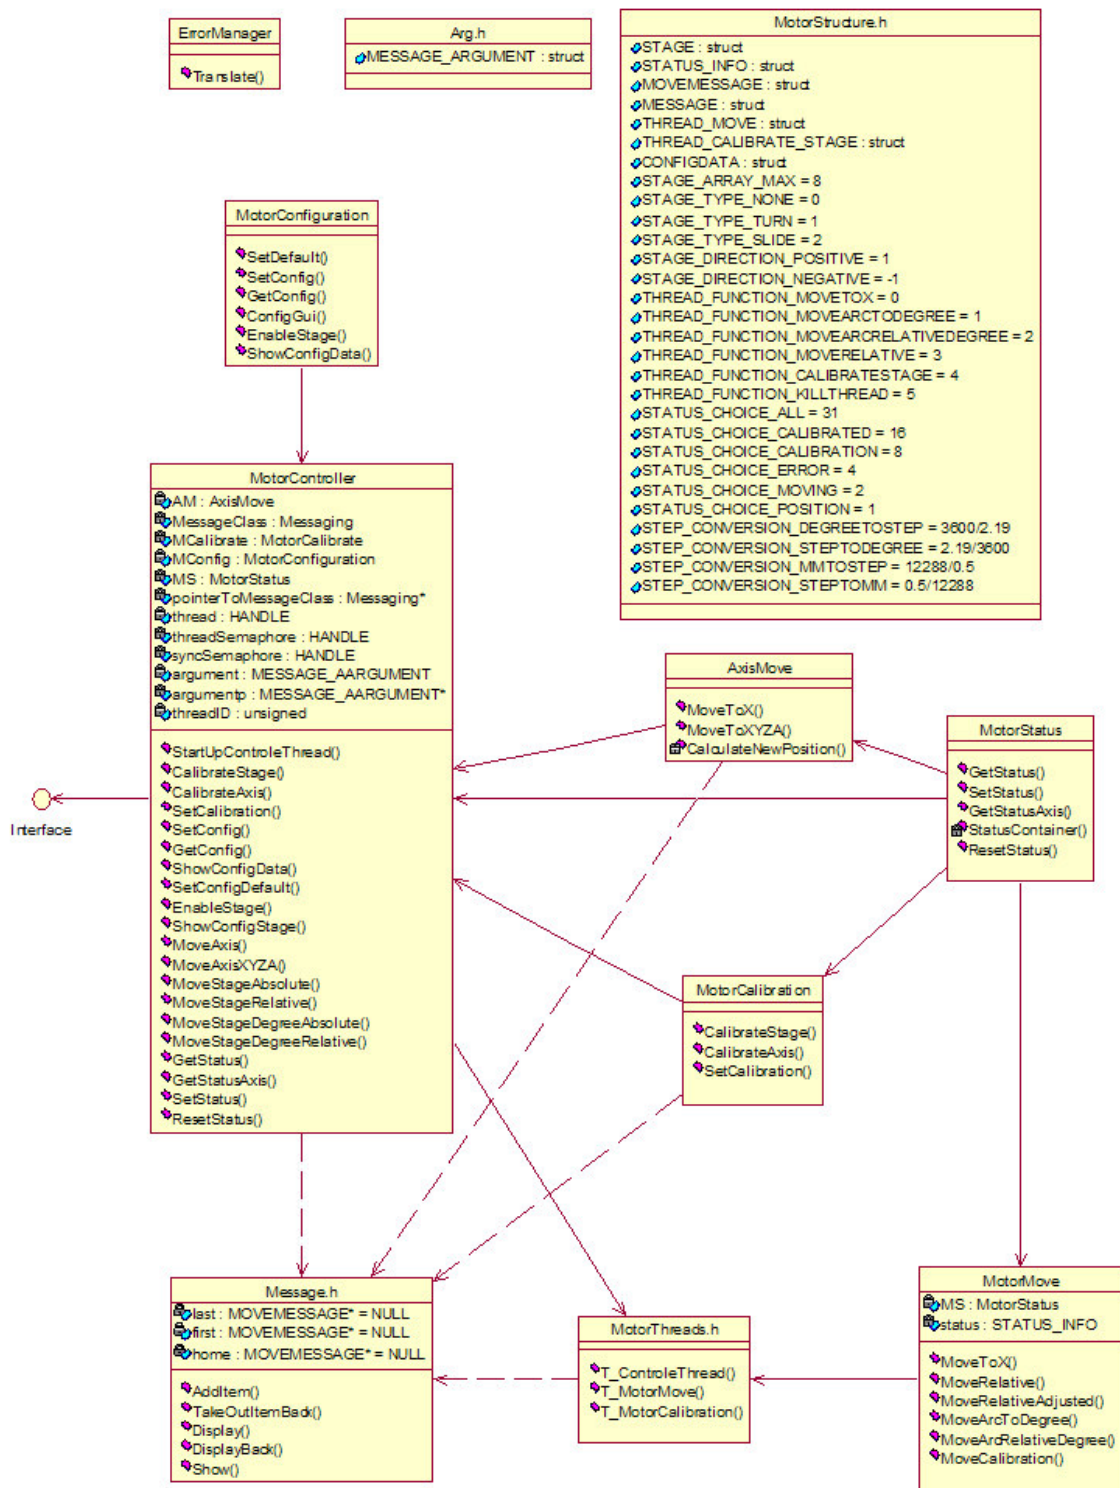 ErrorManager
Translate()
Arg.h
MESSAGE_ARGUMENT : struct
MotorStructure.h
STAGE : struct
STATUS_INFO : struct
MOVEMESSAGE : struct
MESSAGE : struct
THREAD_MOVE : struct
THREAD_CALIBRATE_STAGE : struct
CONFIGDATA : struct
STAGE_ARRAY_MAX = 8
STAGE_TYPE_NONE = 0
STAGE_TYPE_TURN = 1
STAGE_TYPE_SLIDE = 2
STAGE_DIRECTION_POSITIVE = 1
STAGE_DIRECTION_NEGATIVE = -1
THREAD_FUNCTION_MOVETOX = 0
THREAD_FUNCTION_MOVEARCTODEGREE = 1
THREAD_FUNCTION_MOVEARCRELATIVEDEGREE = 2
THREAD_FUNCTION_MOVERELATIVE = 3
THREAD_FUNCTION_CALIBRATESTAGE = 4
THREAD_FUNCTION_KILLTHREAD = 5
STATUS_CHOICE_ALL = 31
STATUS_CHOICE_CALIBRATED = 16
STATUS_CHOICE_CALIBRATION = 8
STATUS_CHOICE_ERROR = 4
STATUS_CHOICE_MOVING = 2
STATUS_CHOICE_POSITION = 1
STEP_CONVERSION_DEGREETOSTEP = 3600/2.19
STEP_CONVERSION_STEPTODEGREE = 2.19/3600
STEP_CONVERSION_MMTOSTEP = 12288/0.5
STEP_CONVERSION_STEPTOMM = 0.5/12288
MotorConfiguration
SetDefault()
SetConfig()
GetConfig()
ConfigGui()
EnableStage()
ShowConfigData()
MotorController
AM : AxisMove
MessageClass : Messaging
MCalibrate : MotorCalibrate
MConfig : MotorConfiguration
MS : MotorStatus
pointerToMessageClass : Messaging*
thread : HANDLE
threadSemaphore : HANDLE
syncSemaphore : HANDLE
argument : MESSAGE_AARGUMENT
argumentp : MESSAGE_AARGUMENT*
threadID : unsigned
StartUpControleThread()
CalibrateStage()
CalibrateAxis()
SetCalibration()
SetConfig()
GetConfig()
ShowConfigData()
SetConfigDefault()
EnableStage()
ShowConfigStage()
MoveAxis()
MoveAxisXYZA()
MoveStageAbsolute()
MoveStageRelative()
MoveStageDegreeAbsolute()
MoveStageDegreeRelative()
GetStatus()
GetStatusAxis()
SetStatus()
ResetStatus()
Interface
AxisMove
MoveToX()
MoveToXYZA()
CalculateNewPosition()
MotorStatus
GetStatus()
SetStatus()
GetStatusAxis()
StatusContainer()
ResetStatus()
MotorCalibration
CalibrateStage()
CalibrateAxis()
SetCalibration()
Message.h
last : MOVEMESSAGE* = NULL
first : MOVEMESSAGE* = NULL
home : MOVEMESSAGE* = NULL
AddItem()
TakeOutItemBack()
Display()
DisplayBack()
Show()
MotorThreads.h
T_ControleThread()
T_MotorMove()
T_MotorCalibration()
MotorMove
MS : MotorStatus
status : STATUS_INFO
MoveToX()
MoveRelative()
MoveRelativeAdjusted()
MoveArcToDegree()
MoveArcRelativeDegree()
MoveCalibration()